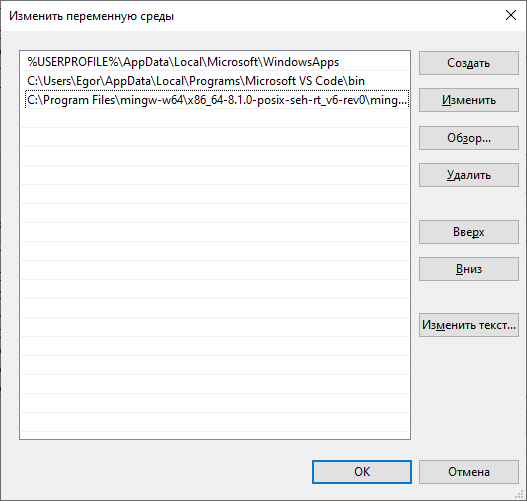 Изменить переменную среды
%USERPROFILE%\AppData\Local\Microsoft\WindowsApps
C:\Users\Egor\AppData\Local\Programs\Microsoft VS Code\bin
C:\Program Files\mingw-w64\x86_64-8.1.0-posix-seh-rt_v6-rev0\ming...
Создать
Изменить
Обзор...
Удалить
Вверх
Вниз
Изменить текст...
ОК
Отмена